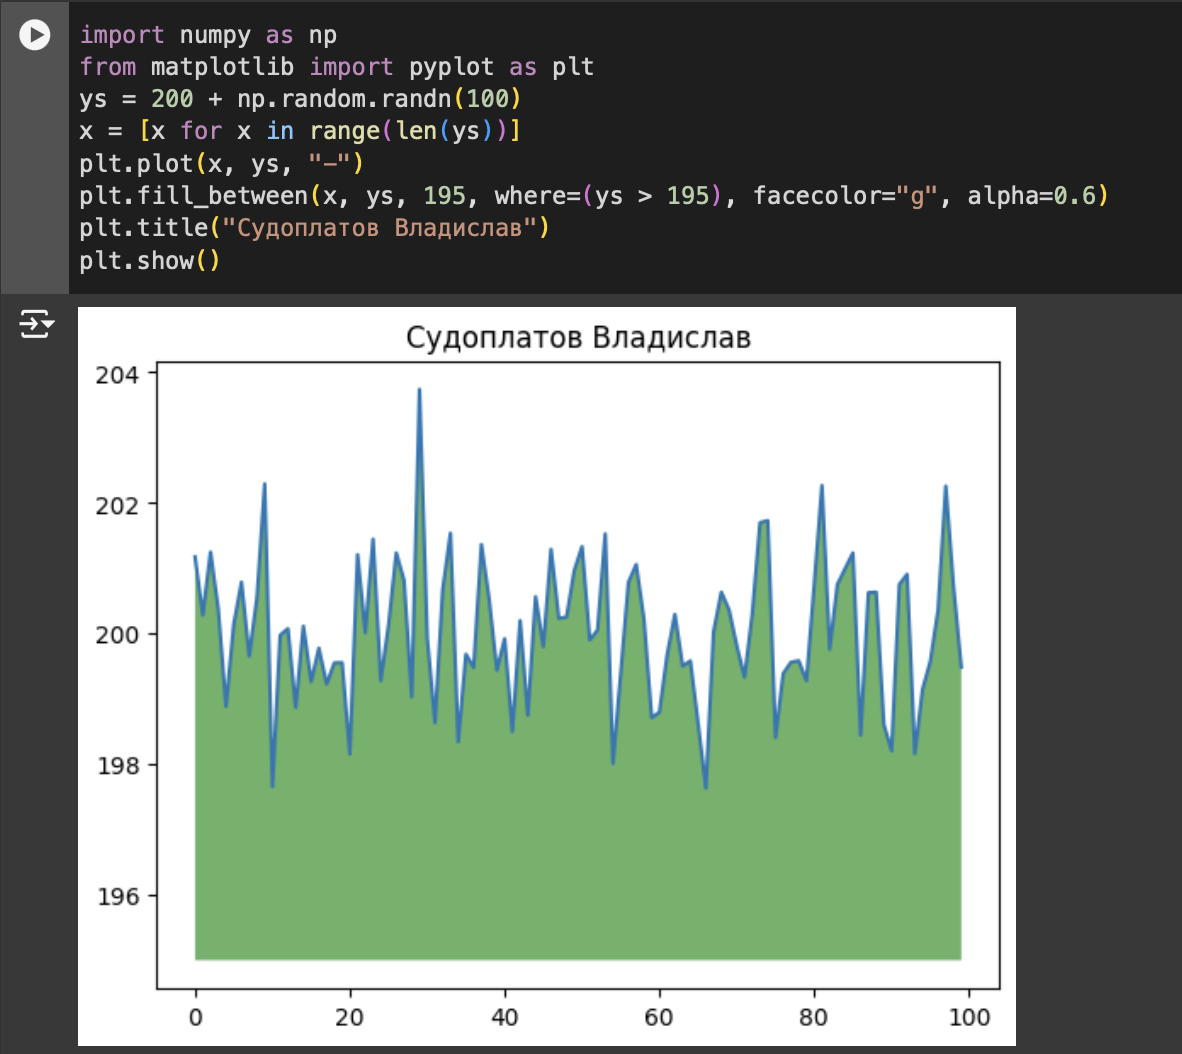 import numpy as np
from matplotlib import pyplot as plt
ys = 200 + np.random.randn(100)
x = [x for x in range(len(ys))]
plt.plot(x, ys, "-")
plt.fill_between(x, ys, 195, where=(ys > 195), facecolor="g", alpha=0.6)
plt.title("Судоплатов Владислав")
plt.show()
Судоплатов Владислав
204
202
200
198
196
0 20 40 60 80 100